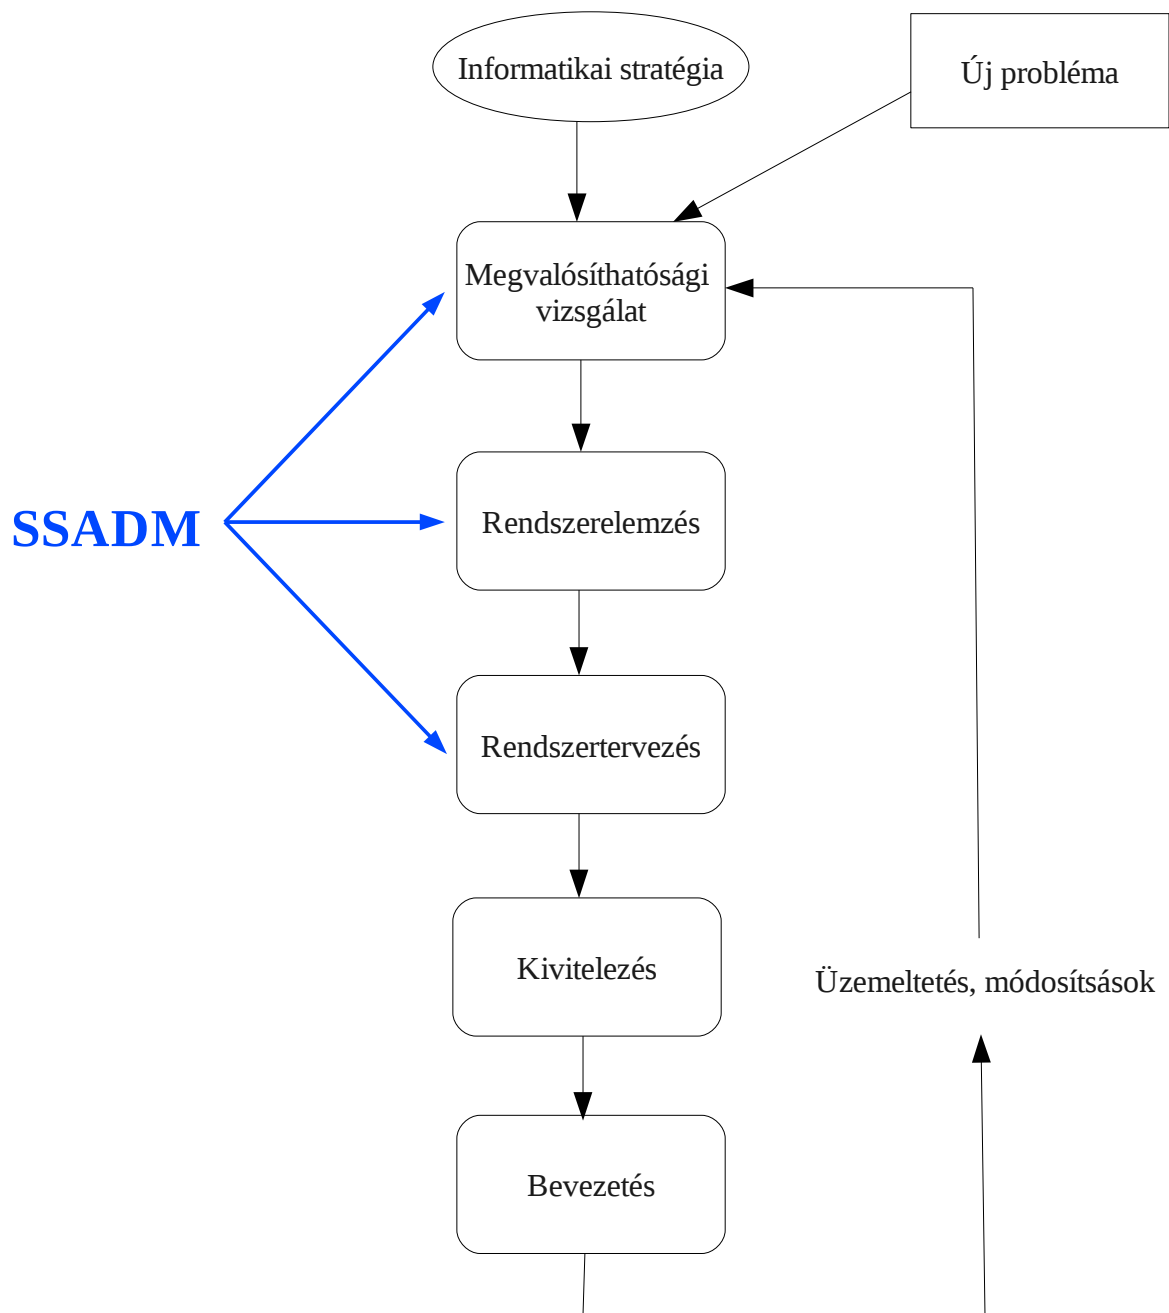 Informatikai stratégia
Új probléma
Megvalósíthatósági
vizsgálat
SSADM
Rendszerelemzés
Rendszertervezés
Kivitelezés
Üzemeltetés, módosítsások
Bevezetés